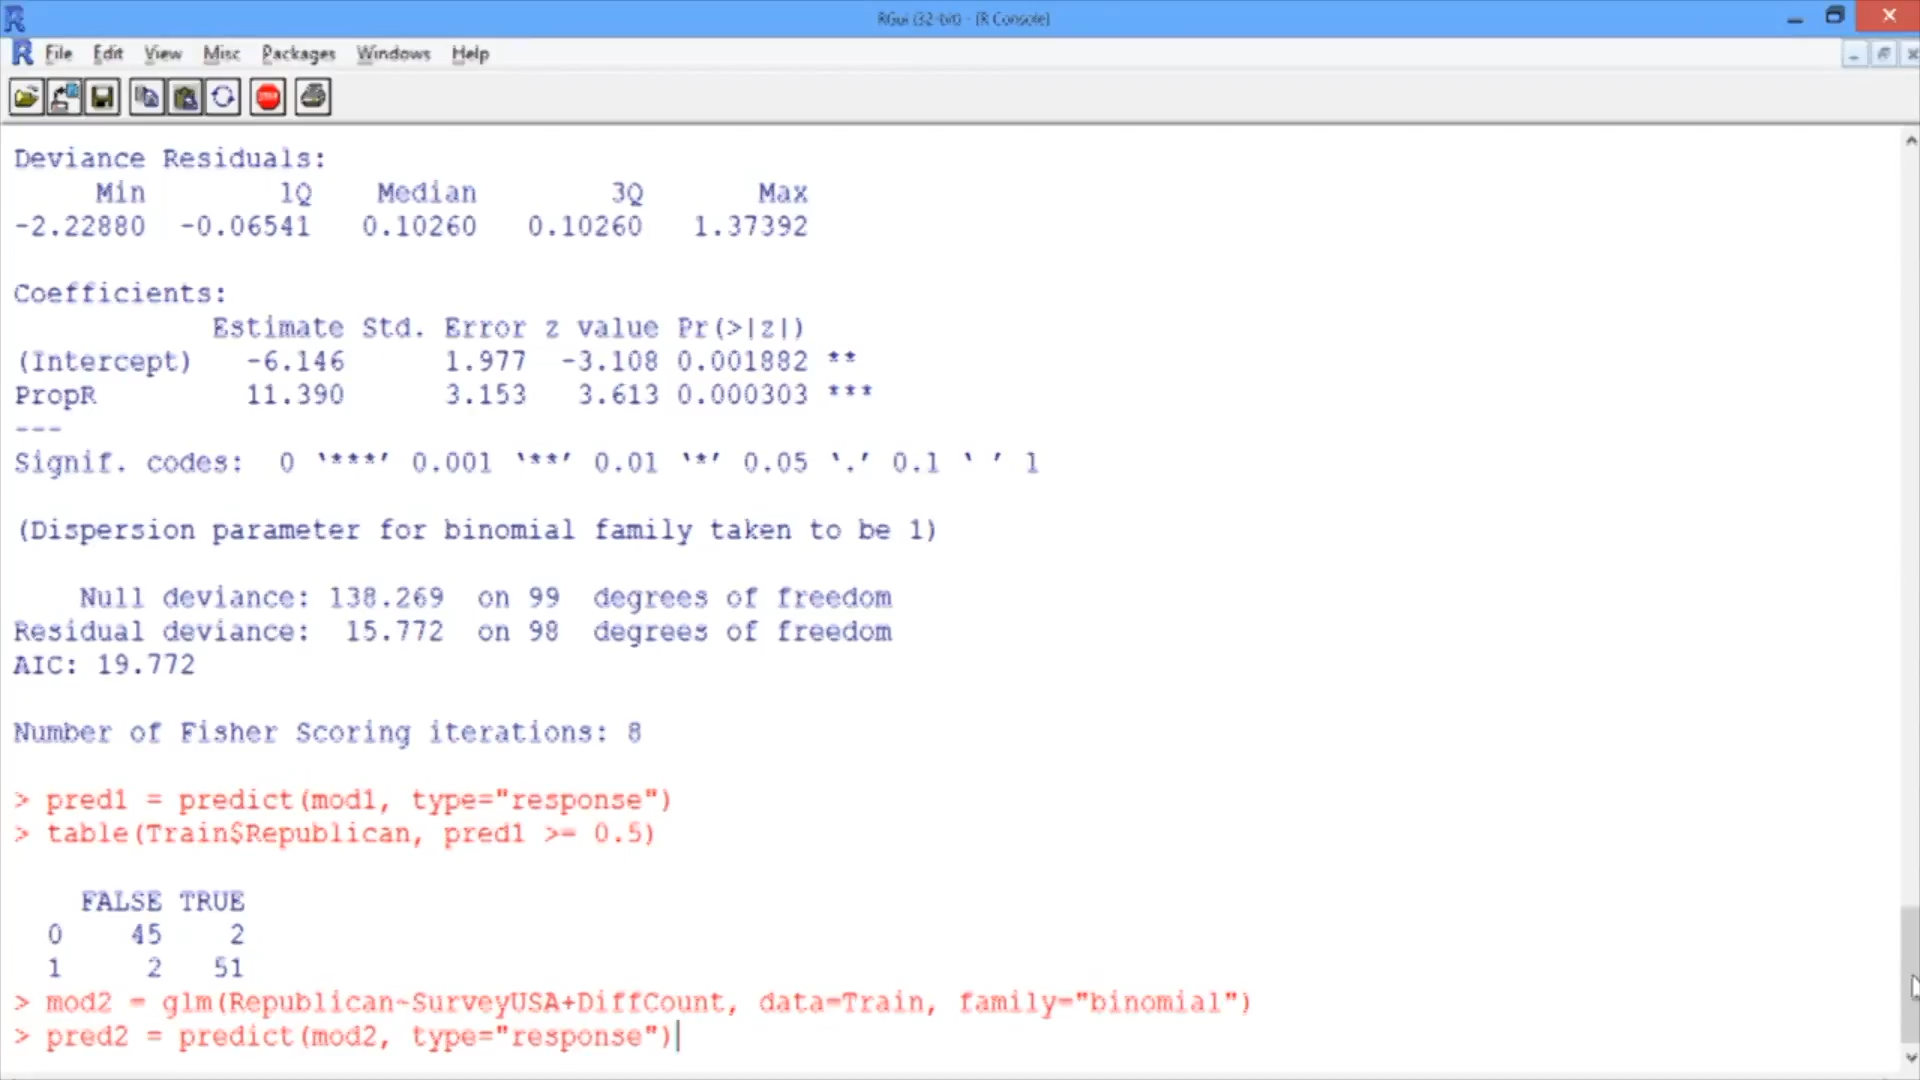 RGui (32-bit) - [R Console]
File Edit View Misc Packages Windows Help
STOP
Deviance Residuals:
Min 1Q Median 3Q Max
-2.22880 -0.06541 0.10260 0.10260 1.37392
Coefficients:
Estimate Std. Error z value Pr(>|z|)
(Intercept) -6.146 1.977 -3.108 0.001882 **
PropR 11.390 3.153 3.613 0.000303 ***
---
Signif. codes: 0 ‘***’ 0.001 ‘**’ 0.01 ‘*’ 0.05 ‘.’ 0.1 ‘ ’ 1
(Dispersion parameter for binomial family taken to be 1)
Null deviance: 138.269 on 99 degrees of freedom
Residual deviance: 15.772 on 98 degrees of freedom
AIC: 19.772
Number of Fisher Scoring iterations: 8
> pred1 = predict(mod1, type="response")
> table(Train$Republican, pred1 >= 0.5)
FALSE TRUE
0 45 2
1 2 51
> mod2 = glm(Republican~SurveyUSA+DiffCount, data=Train, family="binomial")
> pred2 = predict(mod2, type="response")